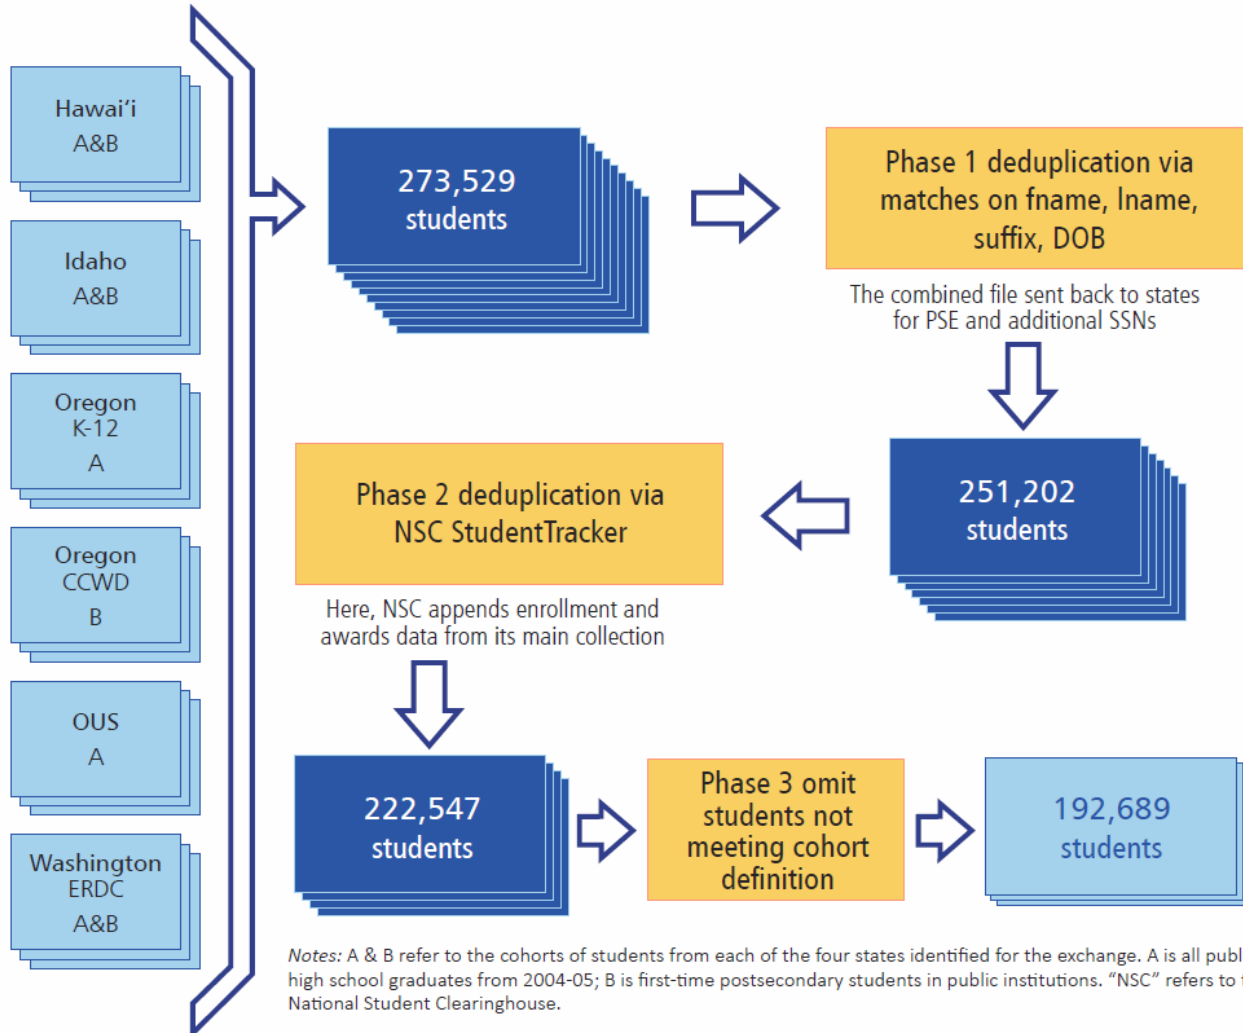 Hawai‘i
A&B
Idaho
A&B
Oregon
K-12
A
Oregon
CCWD
B
OUS
A
Washington
ERDC
A&B
273,529
students
Phase 1 deduplication via
matches on fname, lname,
suffix, DOB
The combined file sent back to states
for PSE and additional SSNs
251,202
students
Phase 2 deduplication via
NSC StudentTracker
Here, NSC appends enrollment and
awards data from its main collection
222,547
students
Phase 3 omit
students not
meeting cohort
definition
192,689
students
Notes: A & B refer to the cohorts of students from each of the four states identified for the exchange. A is all
high school graduates from 2004-05; B is first-time postsecondary students in public institutions. “NSC” refers to
National Student Clearinghouse.